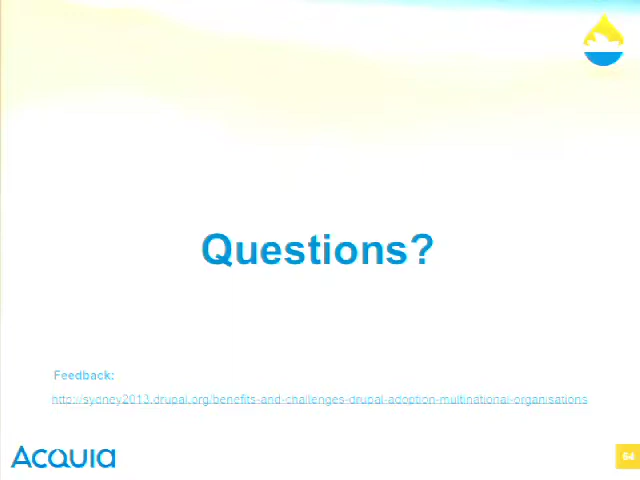 Questions?
Feedback:
http://sydney2013.drupal.org/benefits-and-challenges-drupal-adoption-multinational-organisations
Acquia
64